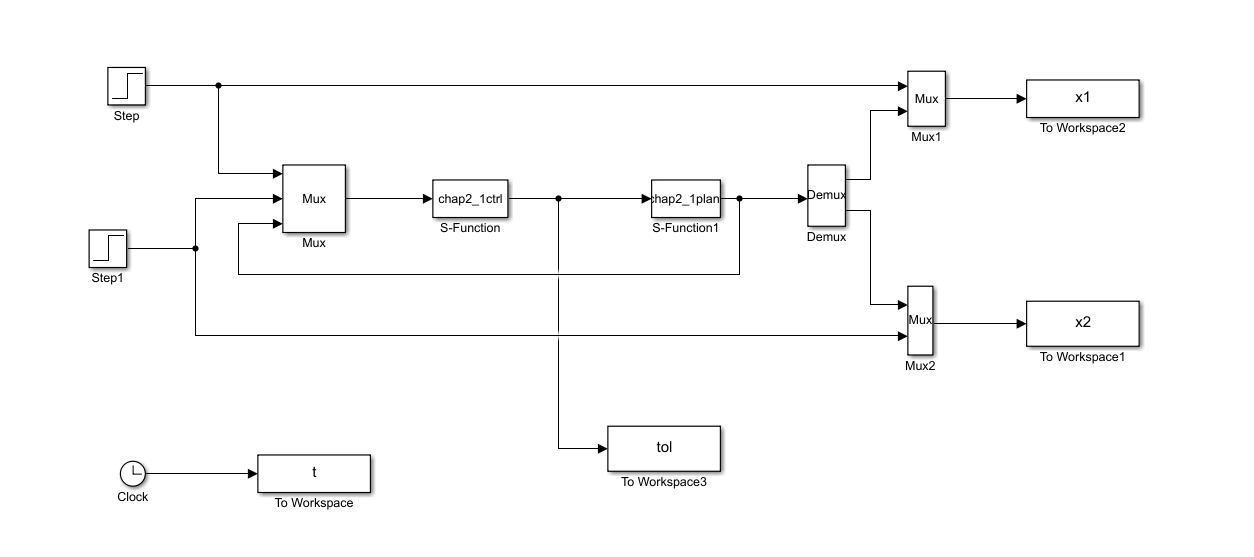 Step
Mux
Mux1
x1
To Workspace2
Mux
Mux
chap2_1ctrl
S-Function
hap2_1plan
S-Function1
Demux
Demux
Step1
Mux
Mux2
x2
To Workspace1
tol
To Workspace3
Clock
t
To Workspace